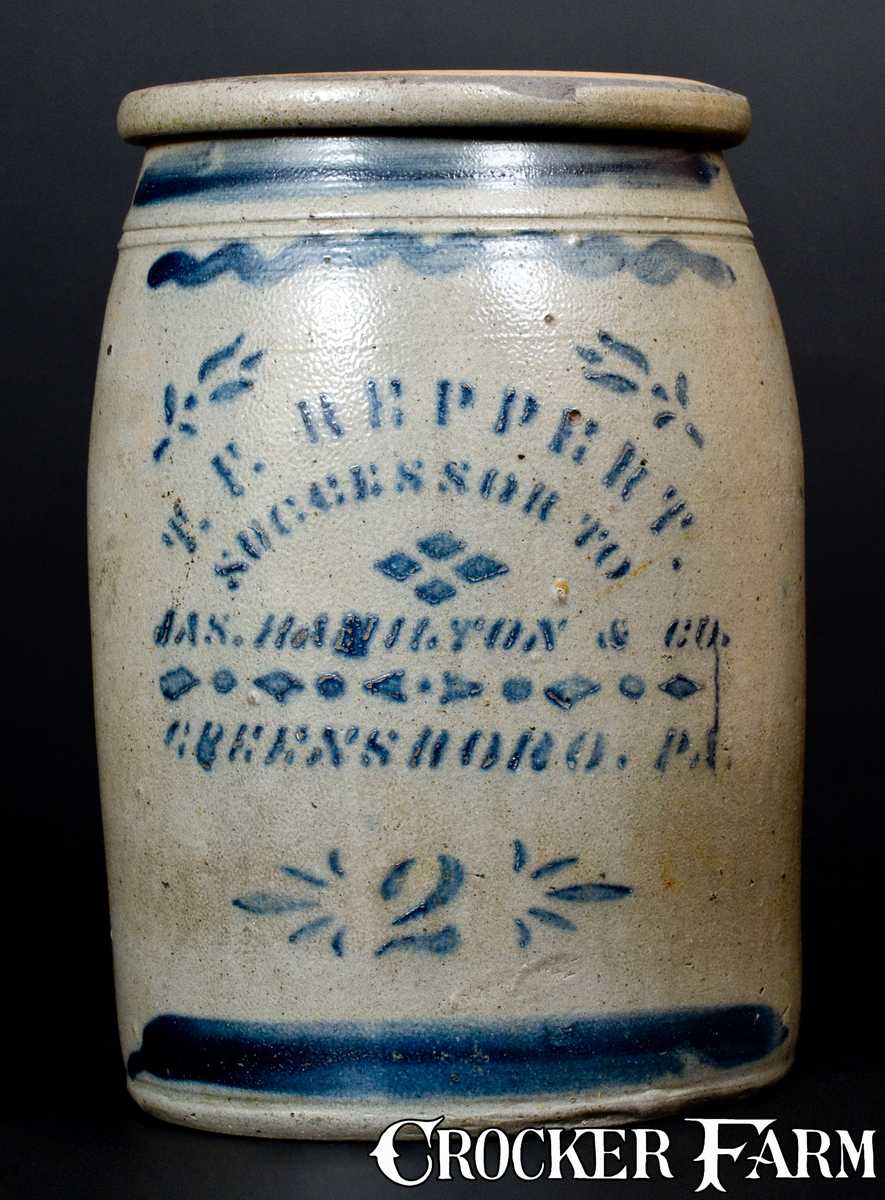 T. F. REPPERT.
SUCCESSOR TO
JAS. HAMILTON & CO.
GREENSBORO. PA.
2
CROCKER FARM